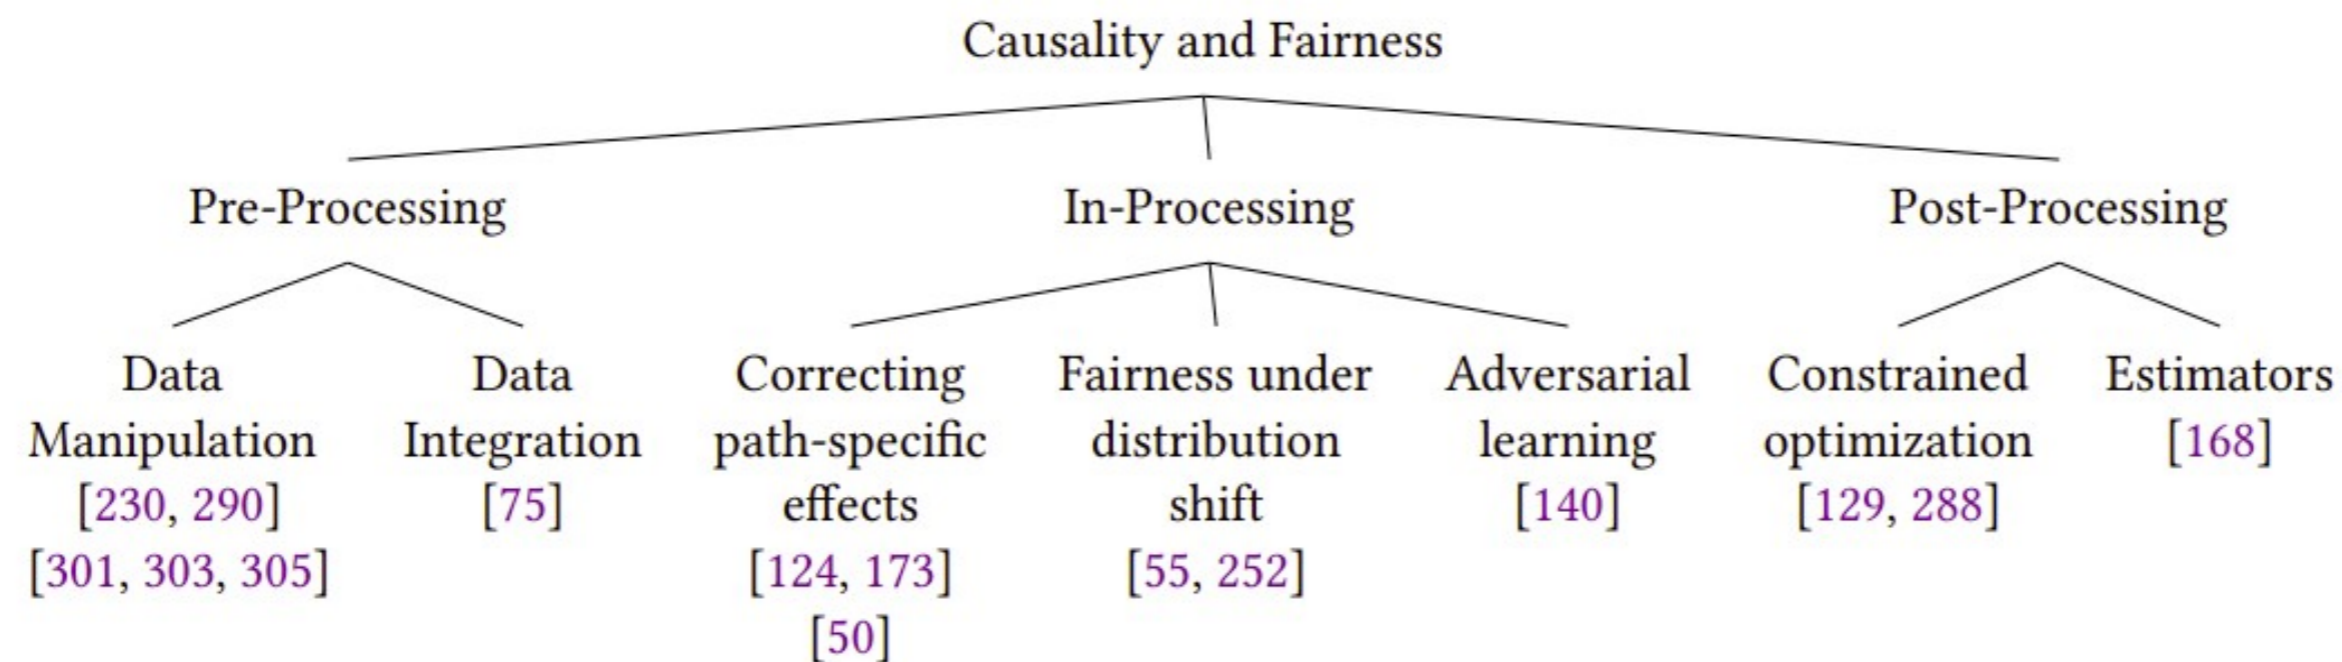 Causality and Fairness
Pre-Processing
In-Processing
Post-Processing
Data
Manipulation
[230, 290]
[301, 303, 305]
Data
Integration
[75]
Correcting
path-specific
effects
[124, 173]
[50]
Fairness under
distribution
shift
[55, 252]
Adversarial
learning
[140]
Constrained
optimization
[129, 288]
Estimators
[168]